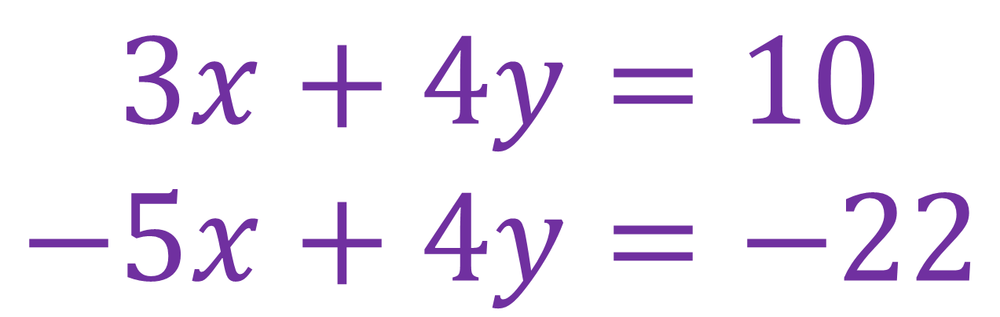 3x + 4y = 10
−5x + 4y = −22